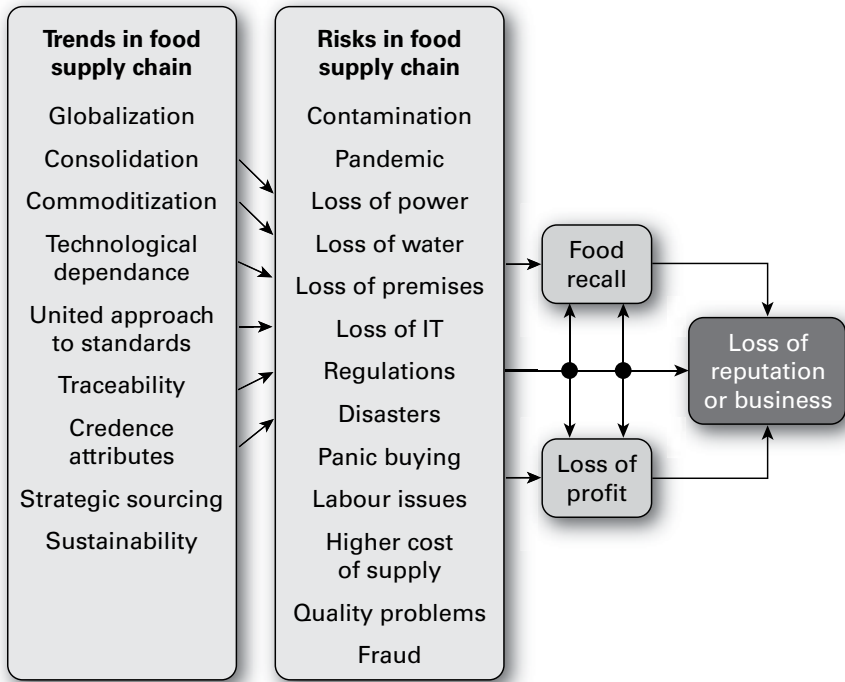 Trends in food
supply chain
Globalization
Consolidation
Commoditization
Technological
dependance
United approach
to standards
Traceability
Credence
attributes
Strategic sourcing
Sustainability
Risks in food
supply chain
Contamination
Pandemic
Loss of power
Loss of water
Loss of premises
Loss of IT
Regulations
Disasters
Panic buying
Labour issues
Higher cost
of supply
Quality problems
Fraud
Food
recall
Loss of
profit
Loss of
reputation
or business